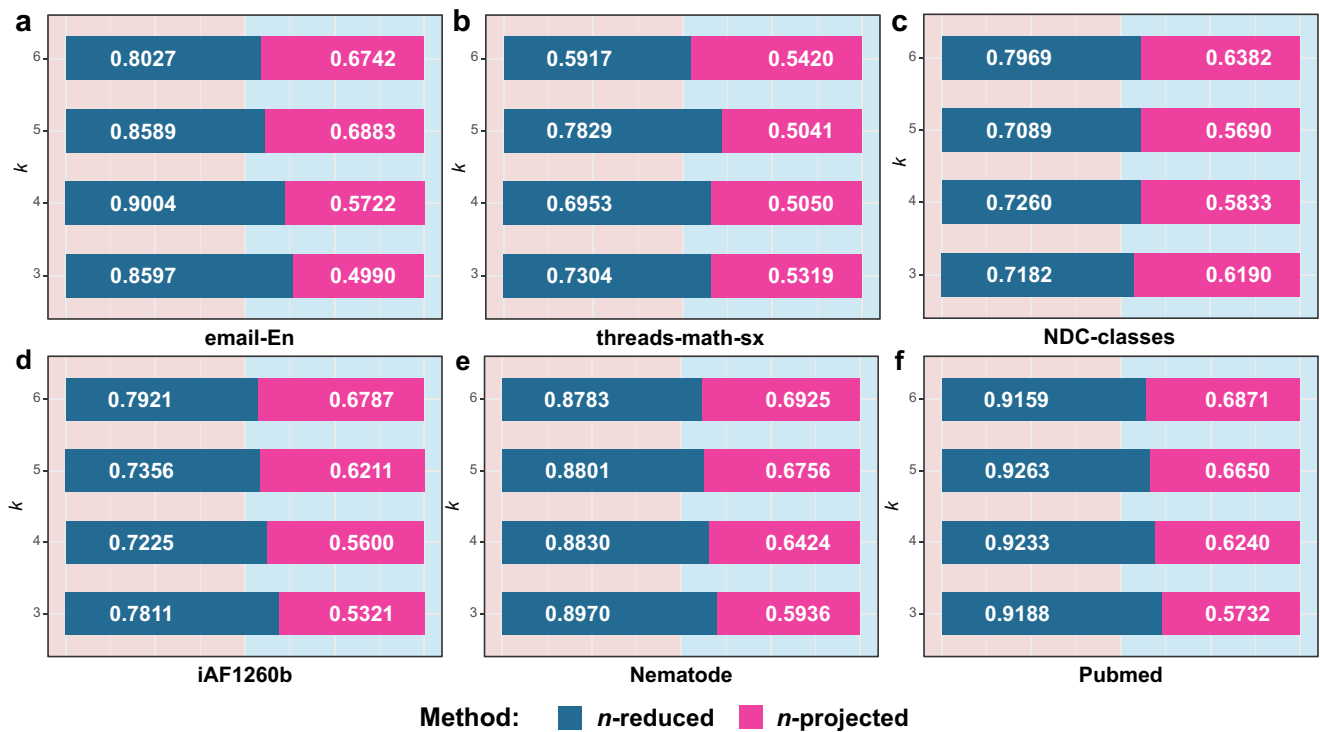 a
6
0.8027 0.6742
5
0.8589 0.6883
k
4
0.9004 0.5722
3
0.8597 0.4990
email-En
b
6
0.5917 0.5420
5
0.7829 0.5041
k
4
0.6953 0.5050
3
0.7304 0.5319
threads-math-sx
c
6
0.7969 0.6382
5
0.7089 0.5690
k
4
0.7260 0.5833
3
0.7182 0.6190
NDC-classes
d
6
0.7921 0.6787
5
0.7356 0.6211
k
4
0.7225 0.5600
3
0.7811 0.5321
iAF1260b
e
6
0.8783 0.6925
5
0.8801 0.6756
k
4
0.8830 0.6424
3
0.8970 0.5936
Nematode
f
6
0.9159 0.6871
5
0.9263 0.6650
k
4
0.9233 0.6240
3
0.9188 0.5732
Pubmed
Method: n-reduced n-projected